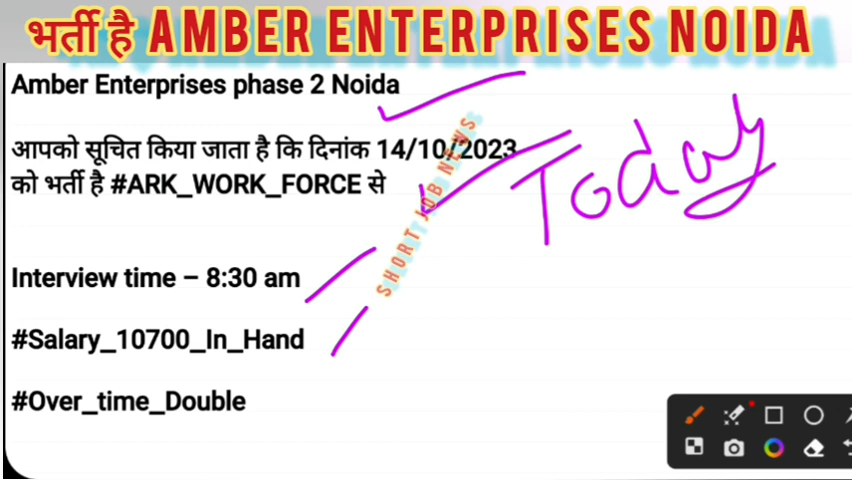 भर्ती है AMBER ENTERPRISES NOIDA
Amber Enterprises phase 2 Noida
आपको सूचित किया जाता है कि दिनांक 14/10/2023
को भर्ती है #ARK_WORK_FORCE से
Today
SHORT JOB NEWS
Interview time – 8:30 am
#Salary_10700_In_Hand
#Over_time_Double